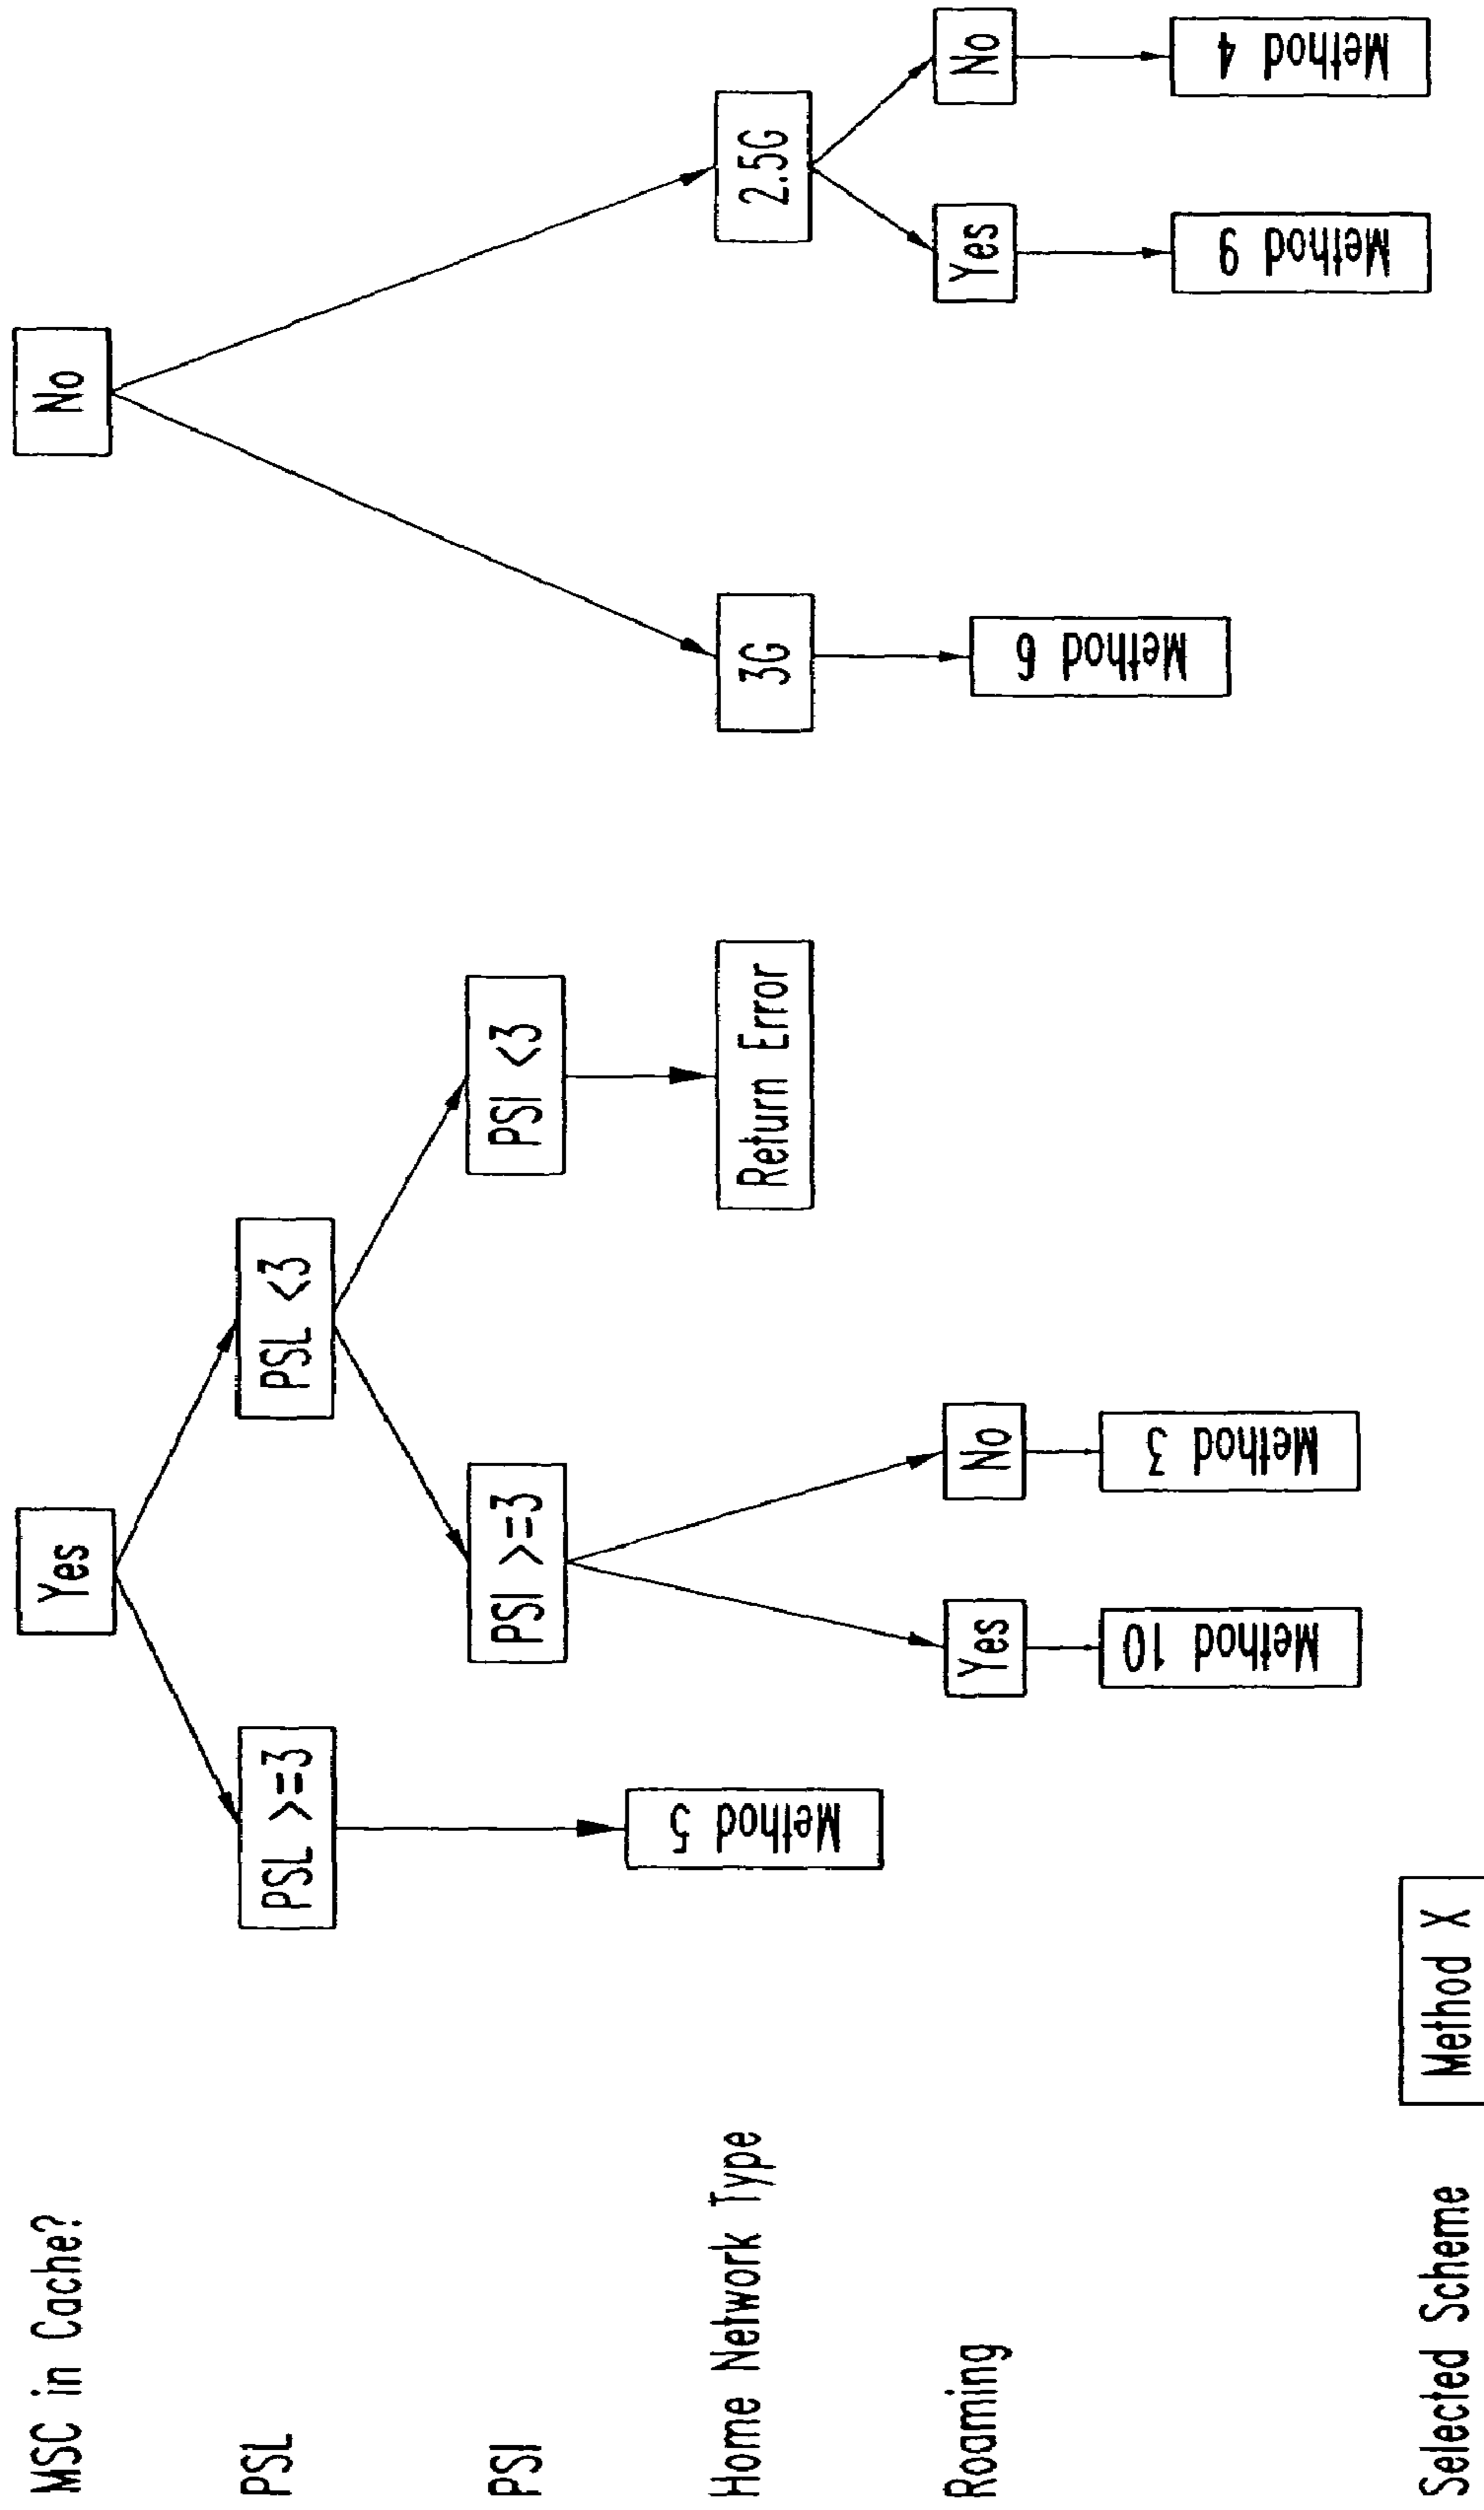 MSC in Cache?
Yes
No
PSL
PSL >=3
PSL <3
PSI
PSI >=3
PSI <3
Home Network Type
Method 5
Return Error
3G
2.5G
Roaming
Yes
No
Method 6
Yes
No
Method 10
Method 3
Method 9
Method 4
Selected Scheme
Method X